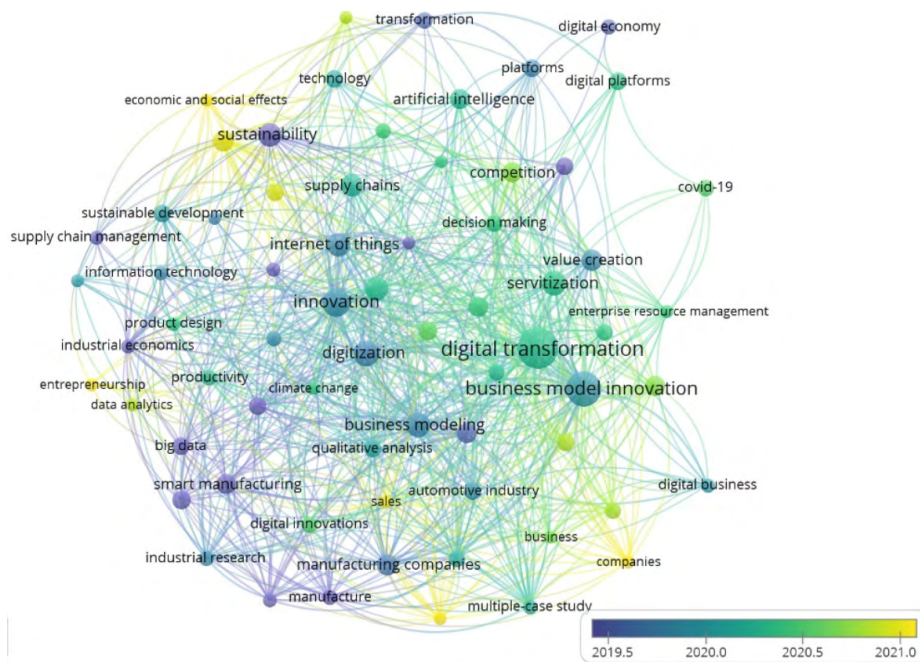 transformation
digital economy
platforms
technology
digital platforms
economic and social effects
artificial intelligence
sustainability
competition
supply chains
covid-19
sustainable development
decision making
supply chain management
internet of things
value creation
information technology
servitization
innovation
enterprise resource management
product design
industrial economics
digitization
digital transformation
productivity
entrepreneurship
climate change
business model innovation
data analytics
business modeling
big data
qualitative analysis
smart manufacturing
automotive industry
digital business
sales
digital innovations
business
industrial research
manufacturing companies
companies
manufacture
multiple-case study
2019.5 2020.0 2020.5 2021.0